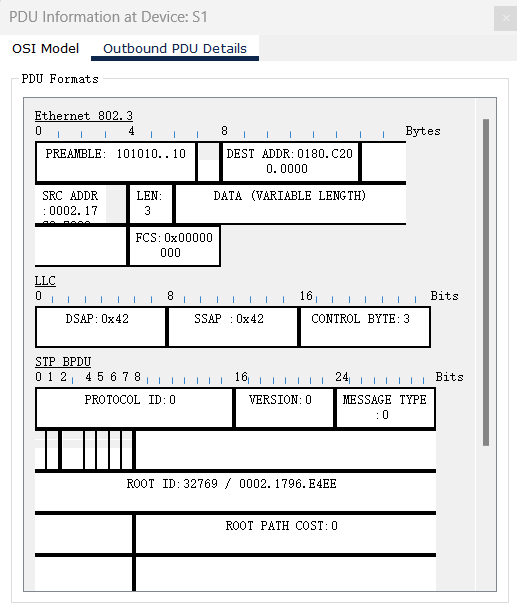 PDU Information at Device: S1
×
OSI Model Outbound PDU Details
PDU Formats
Ethernet 802.3
0 4 8 Bytes
PREAMBLE: 101010..10 DEST ADDR:0180.C20
0.0000
SRC ADDR LEN: DATA (VARIABLE LENGTH)
:0002.17 3
FCS:0x00000
000
LLC
0 8 16 Bits
DSAP:0x42 SSAP :0x42 CONTROL BYTE:3
STP BPDU
0 1 2 4 5 6 7 8 16 24 Bits
PROTOCOL ID:0 VERSION:0 MESSAGE TYPE
:0
ROOT ID:32769 / 0002.1796.E4EE
ROOT PATH COST:0